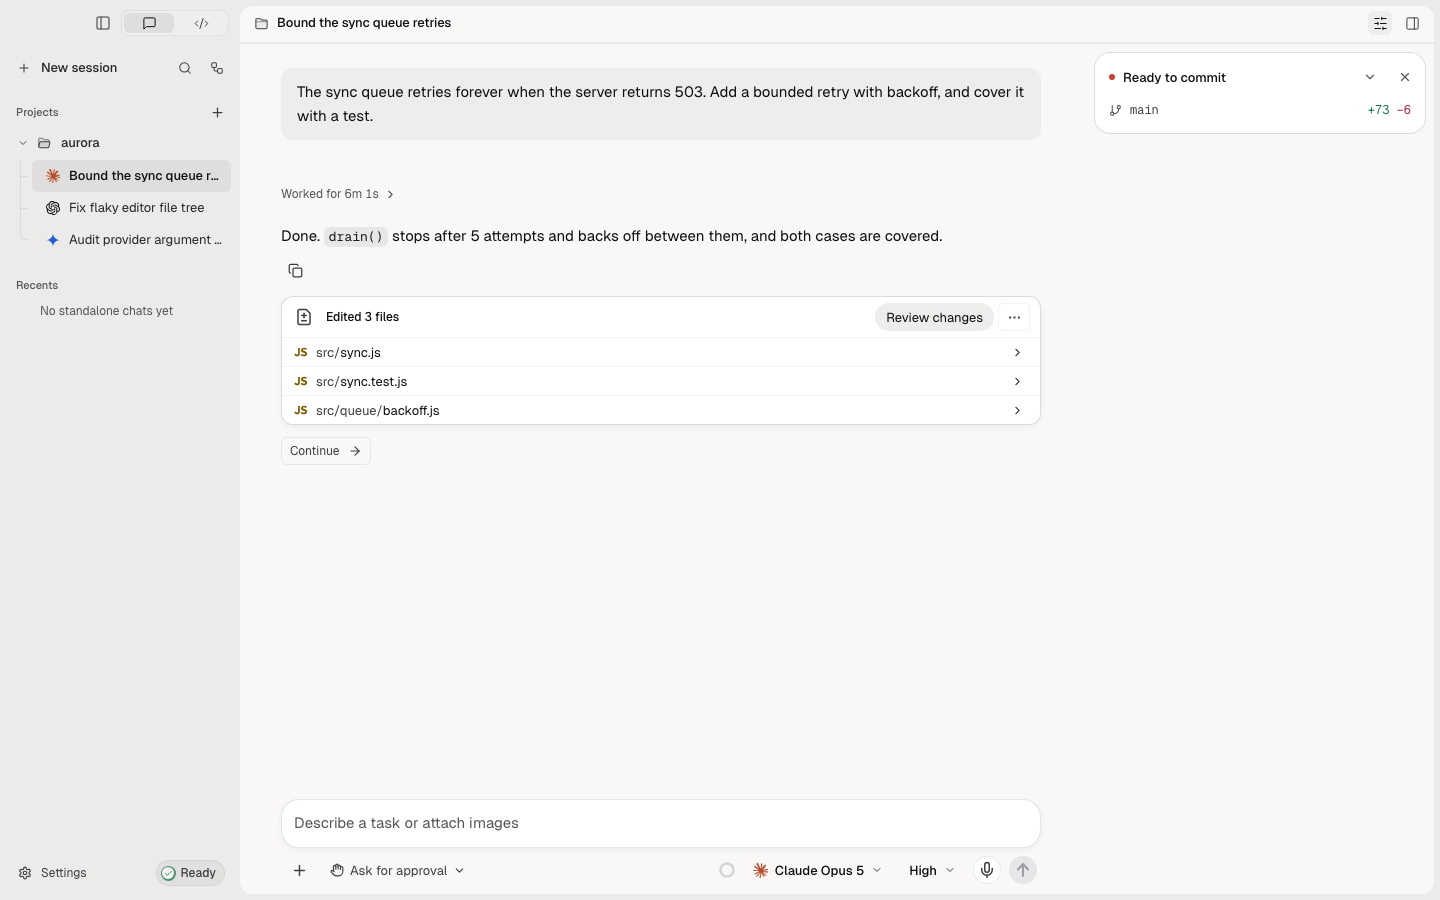 Bound the sync queue retries
New session
Projects
aurora
Bound the sync queue r...
Fix flaky editor file tree
Audit provider argument ...
Recents
No standalone chats yet
Settings
Ready
The sync queue retries forever when the server returns 503. Add a bounded retry with backoff, and cover it
with a test.
Worked for 6m 1s
Done. drain() stops after 5 attempts and backs off between them, and both cases are covered.
Edited 3 files
Review changes
JS src/sync.js
JS src/sync.test.js
JS src/queue/backoff.js
Continue
Describe a task or attach images
Ask for approval
Claude Opus 5
High
Ready to commit
main
+73 −6